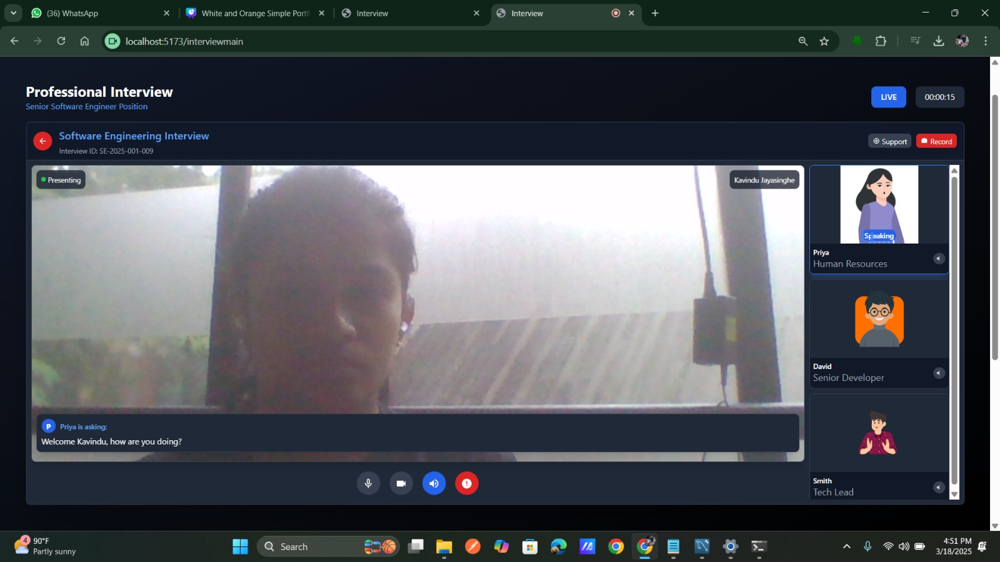 (36) WhatsApp
White and Orange Simple Portf
Interview
Interview
localhost:5173/interviewmain
Professional Interview
Senior Software Engineer Position
LIVE
00:00:15
Software Engineering Interview
Interview ID: SE-2025-001-009
Support
Record
Presenting
Kavindu Jayasinghe
Speaking
Priya
Human Resources
David
Senior Developer
P
Priya is asking:
Welcome Kavindu, how are you doing?
Smith
Tech Lead
4
90°F
Partly sunny
Search
4:51 PM
3/18/2025